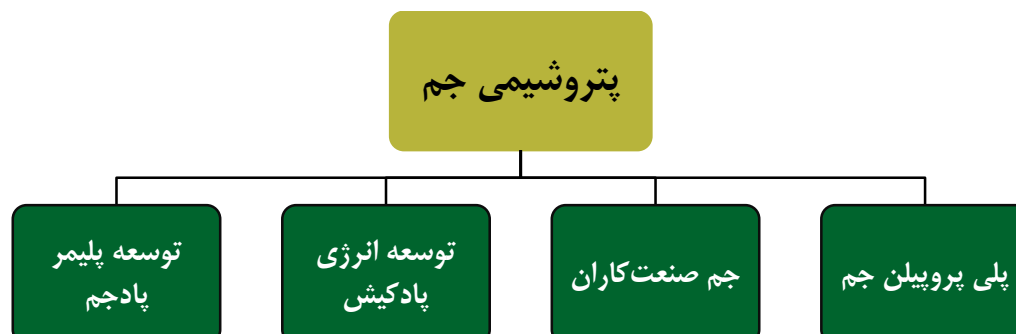 پتروشیمی جم
پلی پروپیلن جم
جم صنعت‌کاران
توسعه انرژی
پادکیش
توسعه پلیمر
پادجم